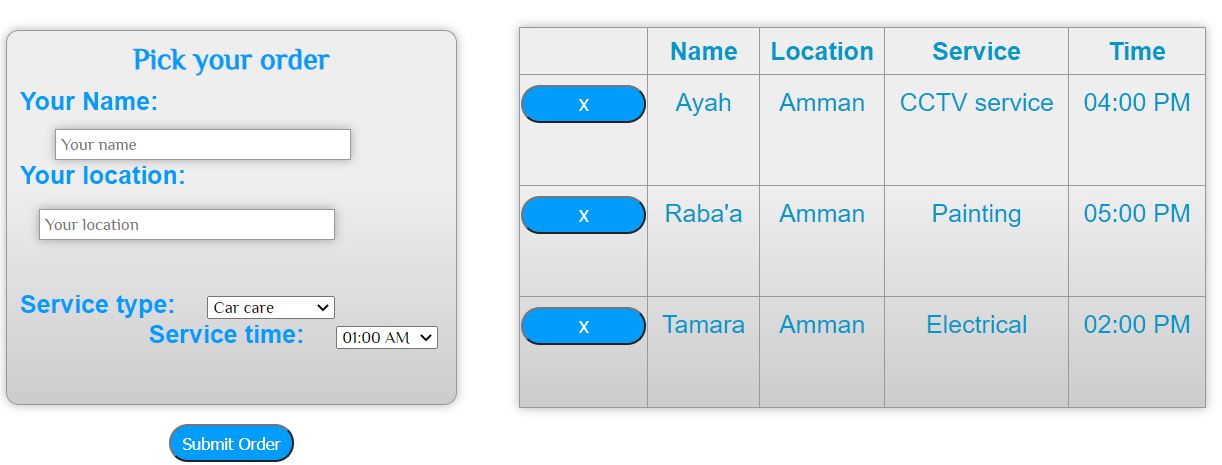 Pick your order
Your Name:
Your name
Your location:
Your location
Service type: Car care
Service time: 01:00 AM
Submit Order
Name Location Service Time
x Ayah Amman CCTV service 04:00 PM
x Raba'a Amman Painting 05:00 PM
x Tamara Amman Electrical 02:00 PM